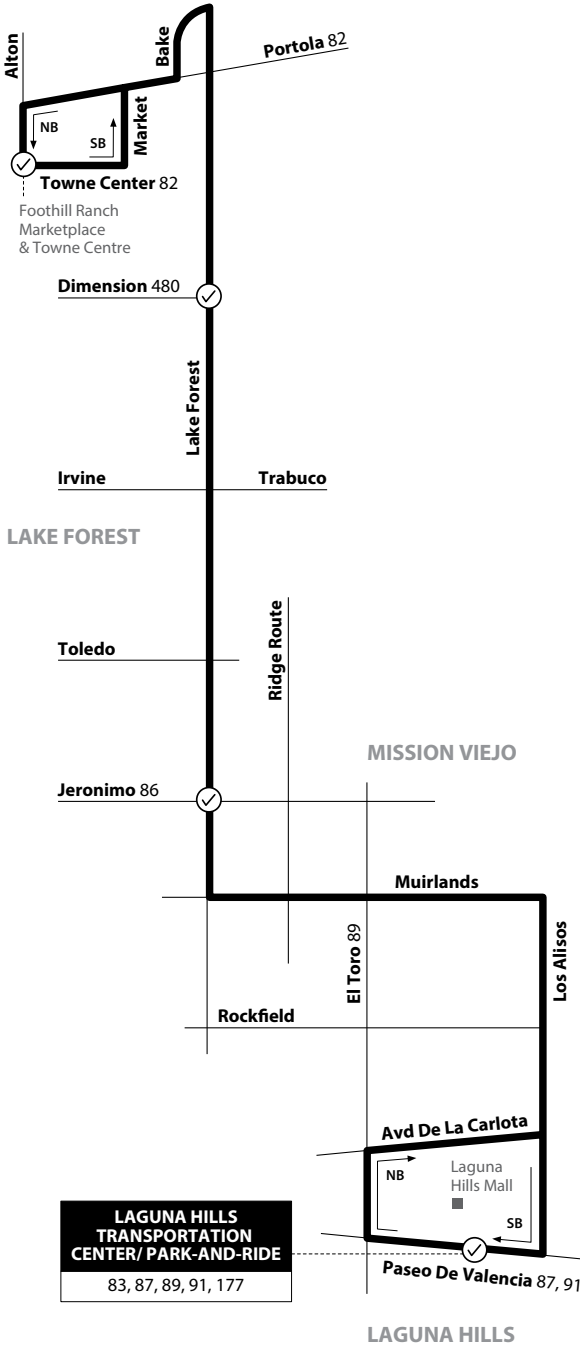 Alton
Bake
Portola 82
NB
SB
Market
Towne Center 82
Foothill Ranch
Marketplace
& Towne Centre
Dimension 480
Lake Forest
Irvine
Trabuco
LAKE FOREST
Ridge Route
Toledo
MISSION VIEJO
Jeronimo 86
Muirlands
El Toro 89
Los Alisos
Rockfield
Avd De La Carlota
NB
Laguna
Hills Mall
SB
LAGUNA HILLS
TRANSPORTATION
CENTER/ PARK-AND-RIDE
83, 87, 89, 91, 177
Paseo De Valencia 87, 91
LAGUNA HILLS